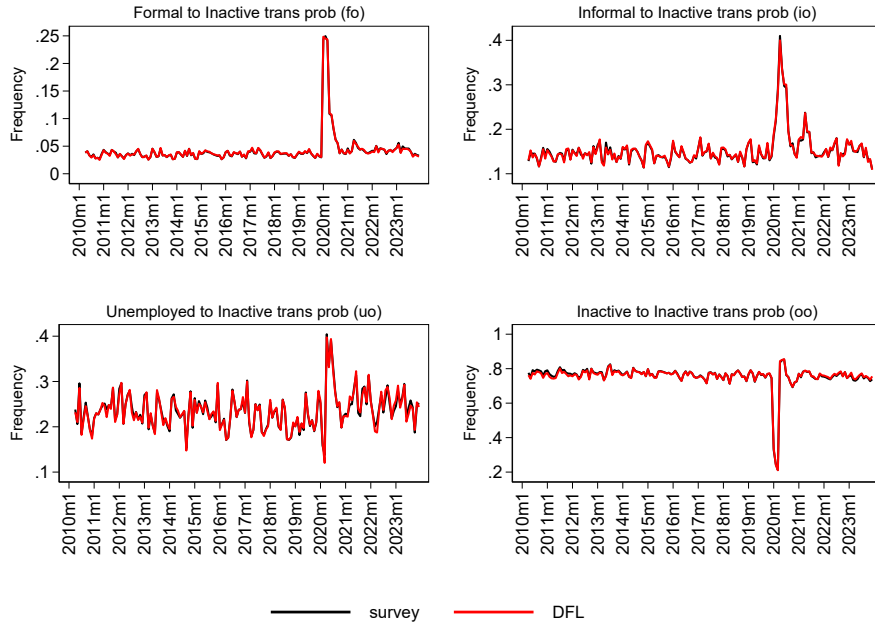 Formal to Inactive trans prob (fo)
Frequency
.25
.2
.15
.1
.05
0
2010m1
2011m1
2012m1
2013m1
2014m1
2015m1
2016m1
2017m1
2018m1
2019m1
2020m1
2021m1
2022m1
2023m1
Informal to Inactive trans prob (io)
Frequency
.4
.3
.2
.1
2010m1
2011m1
2012m1
2013m1
2014m1
2015m1
2016m1
2017m1
2018m1
2019m1
2020m1
2021m1
2022m1
2023m1
Unemployed to Inactive trans prob (uo)
Frequency
.4
.3
.2
.1
2010m1
2011m1
2012m1
2013m1
2014m1
2015m1
2016m1
2017m1
2018m1
2019m1
2020m1
2021m1
2022m1
2023m1
Inactive to Inactive trans prob (oo)
Frequency
1
.8
.6
.4
.2
2010m1
2011m1
2012m1
2013m1
2014m1
2015m1
2016m1
2017m1
2018m1
2019m1
2020m1
2021m1
2022m1
2023m1
survey DFL